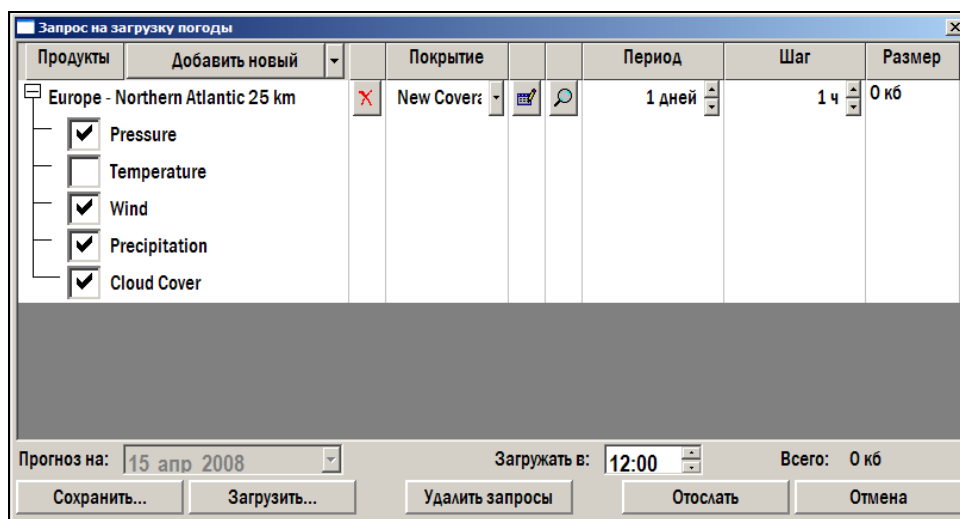 Запрос на загрузку погоды
Продукты Добавить новый Покрытие Период Шаг Размер
Europe - Northern Atlantic 25 km New Covera 1 дней 1 ч 0 кб
Pressure
Temperature
Wind
Precipitation
Cloud Cover
Прогноз на: 15 апр 2008 Загружать в: 12:00 Всего: 0 кб
Сохранить... Загрузить... Удалить запросы Отослать Отмена